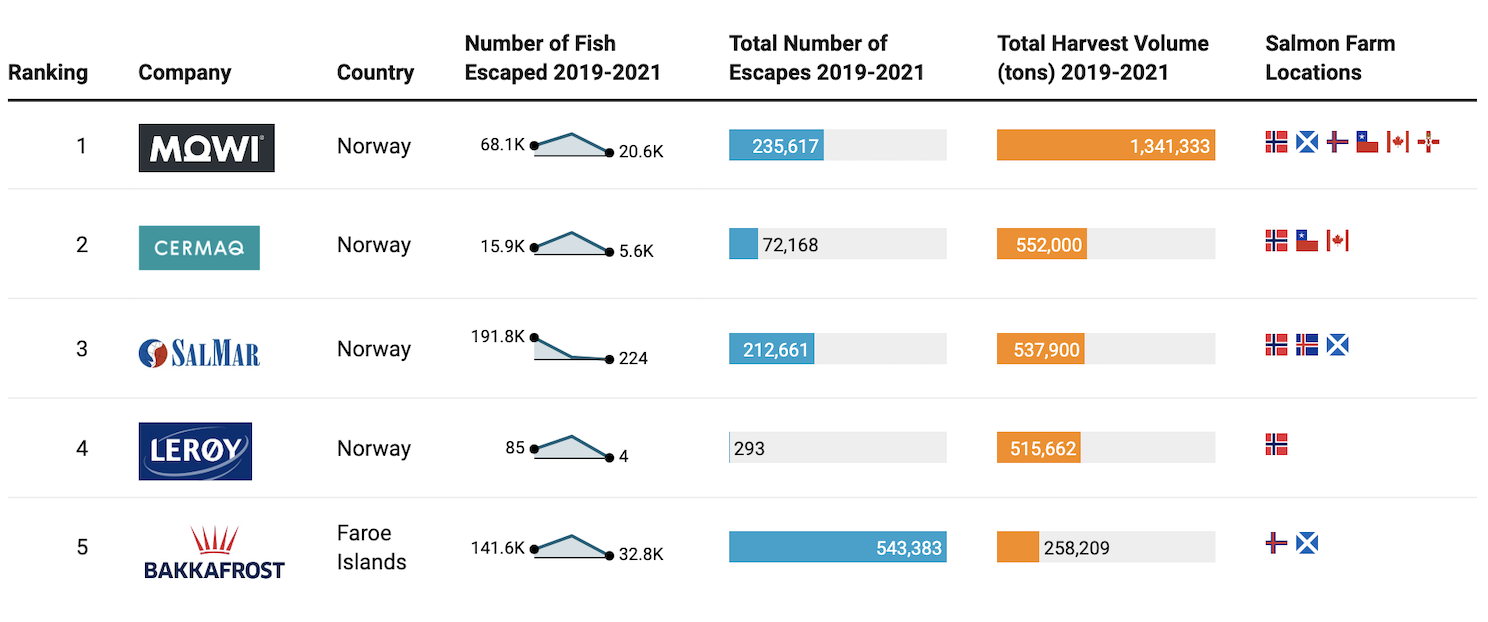 Ranking Company Country Number of Fish Escaped 2019-2021 Total Number of Escapes 2019-2021 Total Harvest Volume (tons) 2019-2021 Salmon Farm Locations
1 MOWI® Norway 68.1K 20.6K 235,617 1,341,333
2 CERMAQ Norway 15.9K 5.6K 72,168 552,000
3 SALMAR Norway 191.8K 224 212,661 537,900
4 LERØY Norway 85 4 293 515,662
5 BAKKAFROST Faroe Islands 141.6K 32.8K 543,383 258,209